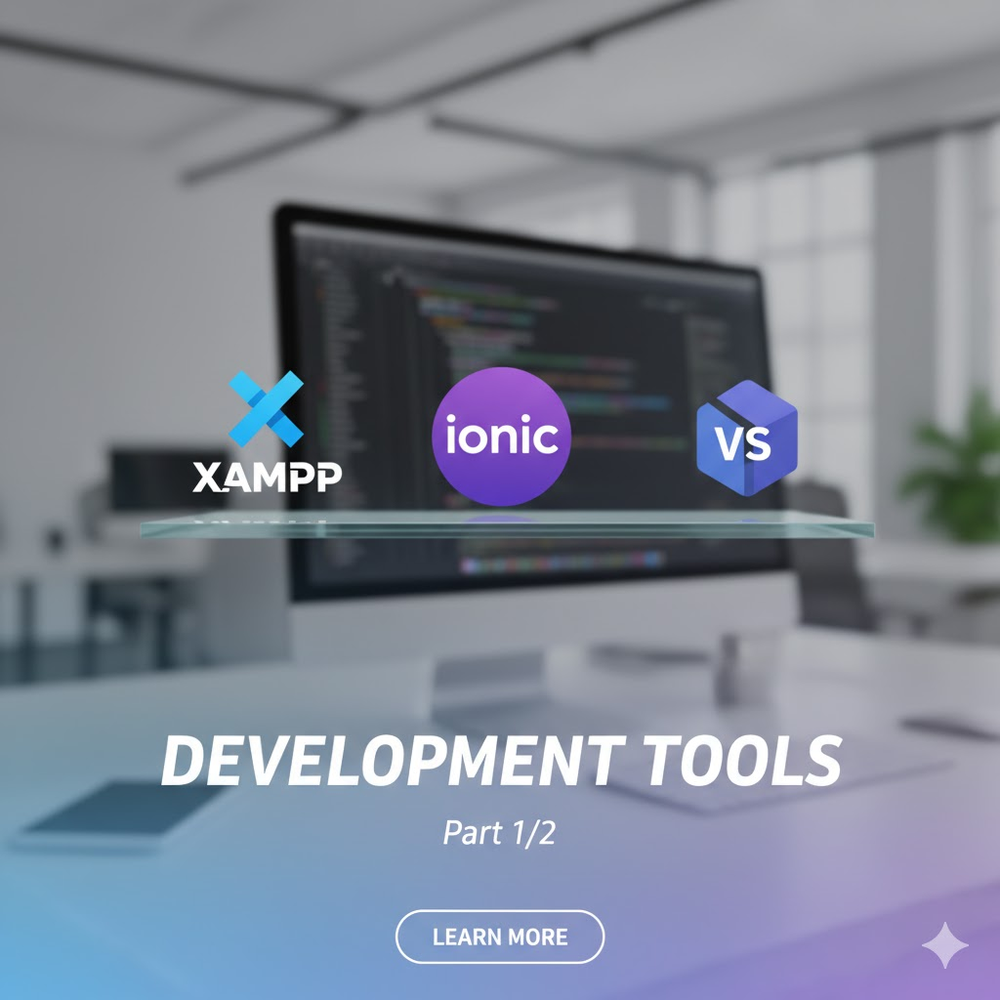 XAMPP
ionic
VS
DEVELOPMENT TOOLS
Part 1/2
LEARN MORE